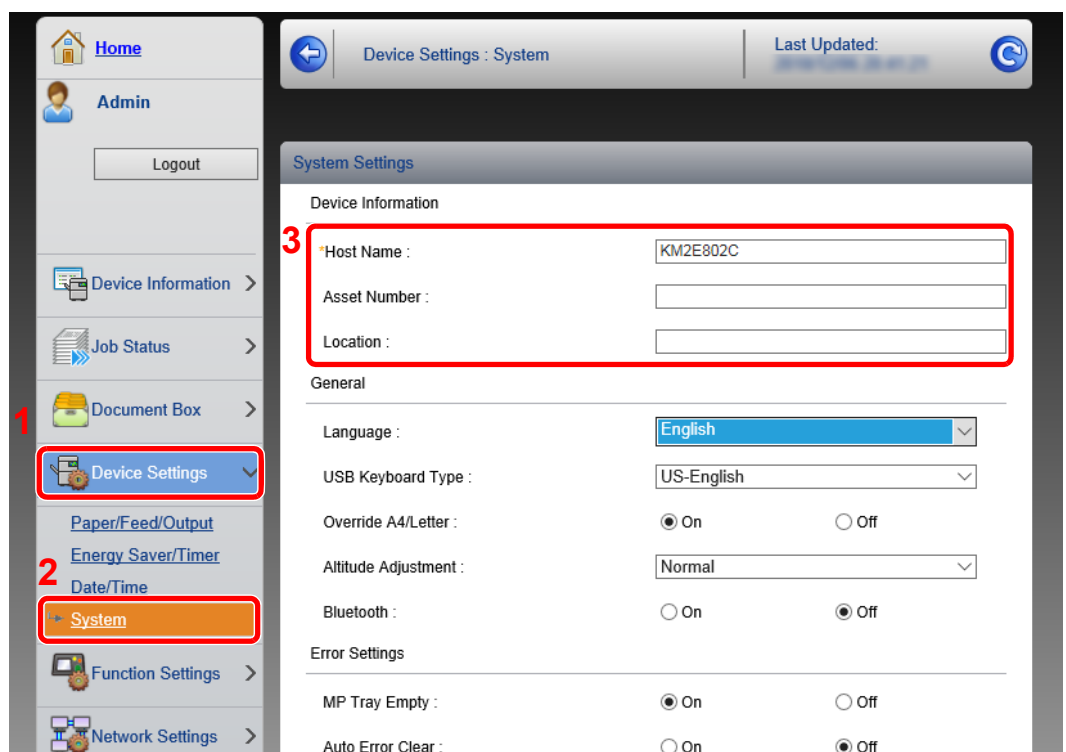 Home
Admin
Logout
Device Information
Job Status
Document Box
1
Device Settings
Paper/Feed/Output
Energy Saver/Timer
2
Date/Time
System
Function Settings
Network Settings
Device Settings : System
Last Updated:
System Settings
Device Information
3
*Host Name : KM2E802C
Asset Number :
Location :
General
Language : English
USB Keyboard Type : US-English
Override A4/Letter : On Off
Altitude Adjustment : Normal
Bluetooth : On Off
Error Settings
MP Tray Empty : On Off
Auto Error Clear : On Off